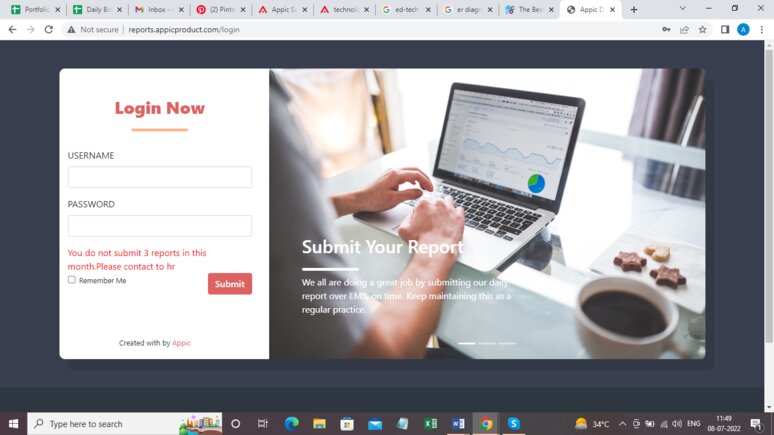 Portfolio
Daily Bl
Inbox -
(2) Pinte
Appic So
technolo
ed-tech
er diagr
The Bes
Appic D
Not secure
reports.appicproduct.com/login
A
Login Now
USERNAME
PASSWORD
You do not submit 3 reports in this
month.Please contact to hr
Remember Me
Submit
Created with by Appic
Submit Your Report
We all are doing a great job by submitting our daily
report over EMS, on time. Keep maintaining this as a
regular practice.
Type here to search
34°C
ENG
11:49
08-07-2022
1